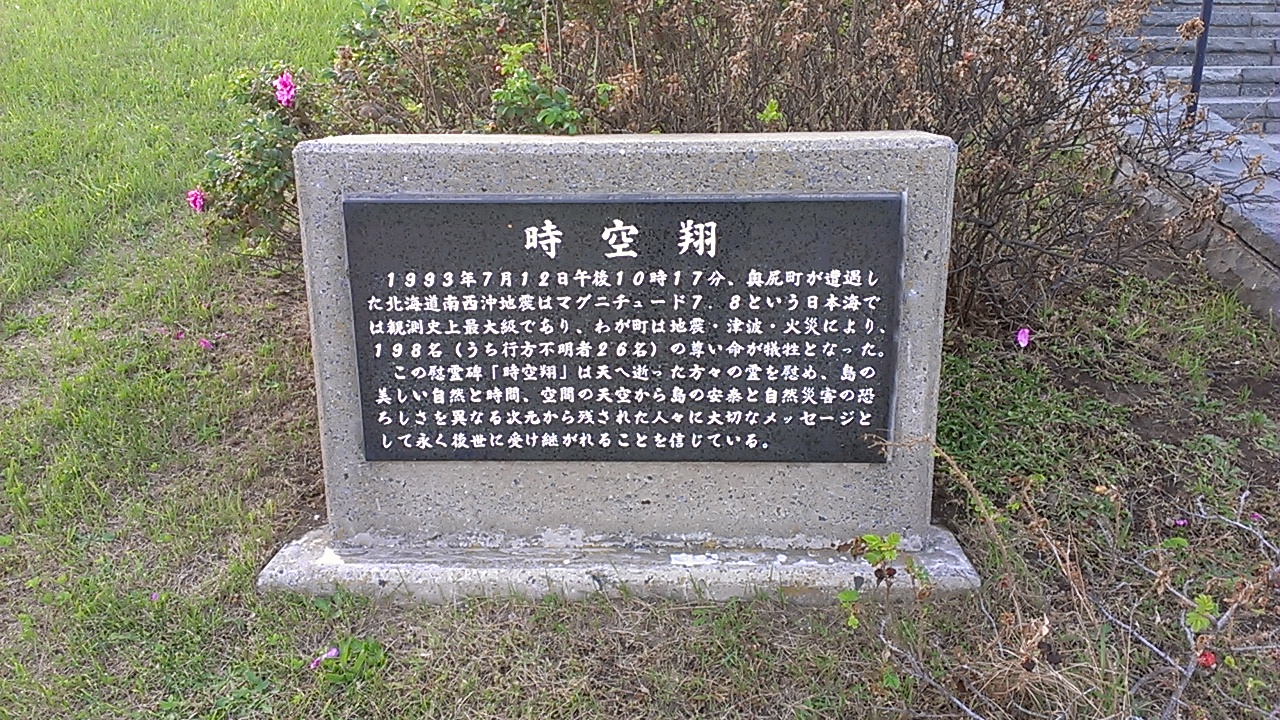 時空翔
１９９３年７月１２日午後１０時１７分、奥尻町が遭遇し
た北海道南西沖地震はマグニチュード７．８という日本海で
は観測史上最大級であり、わが町は地震・津波・火災により、
１９８名（うち行方不明者２６名）の尊い命が犠牲となった。
この慰霊碑「時空翔」は天へ逝った方々の霊を慰め、島の
美しい自然と時間、空間の天空から島の安泰と自然災害の恐
ろしさを異なる次元から残された人々に大切なメッセージと
して永く後世に受け継がれることを信じている。